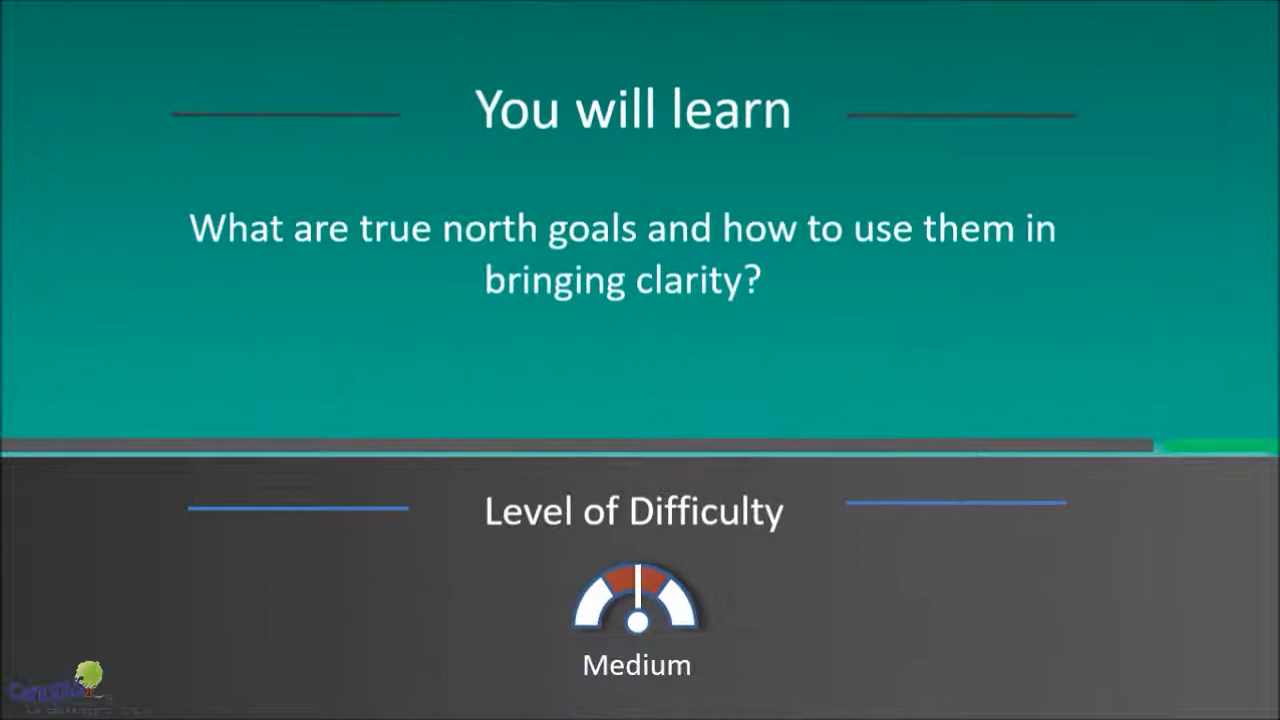 You will learn
What are true north goals and how to use them in
bringing clarity?
Level of Difficulty
Medium